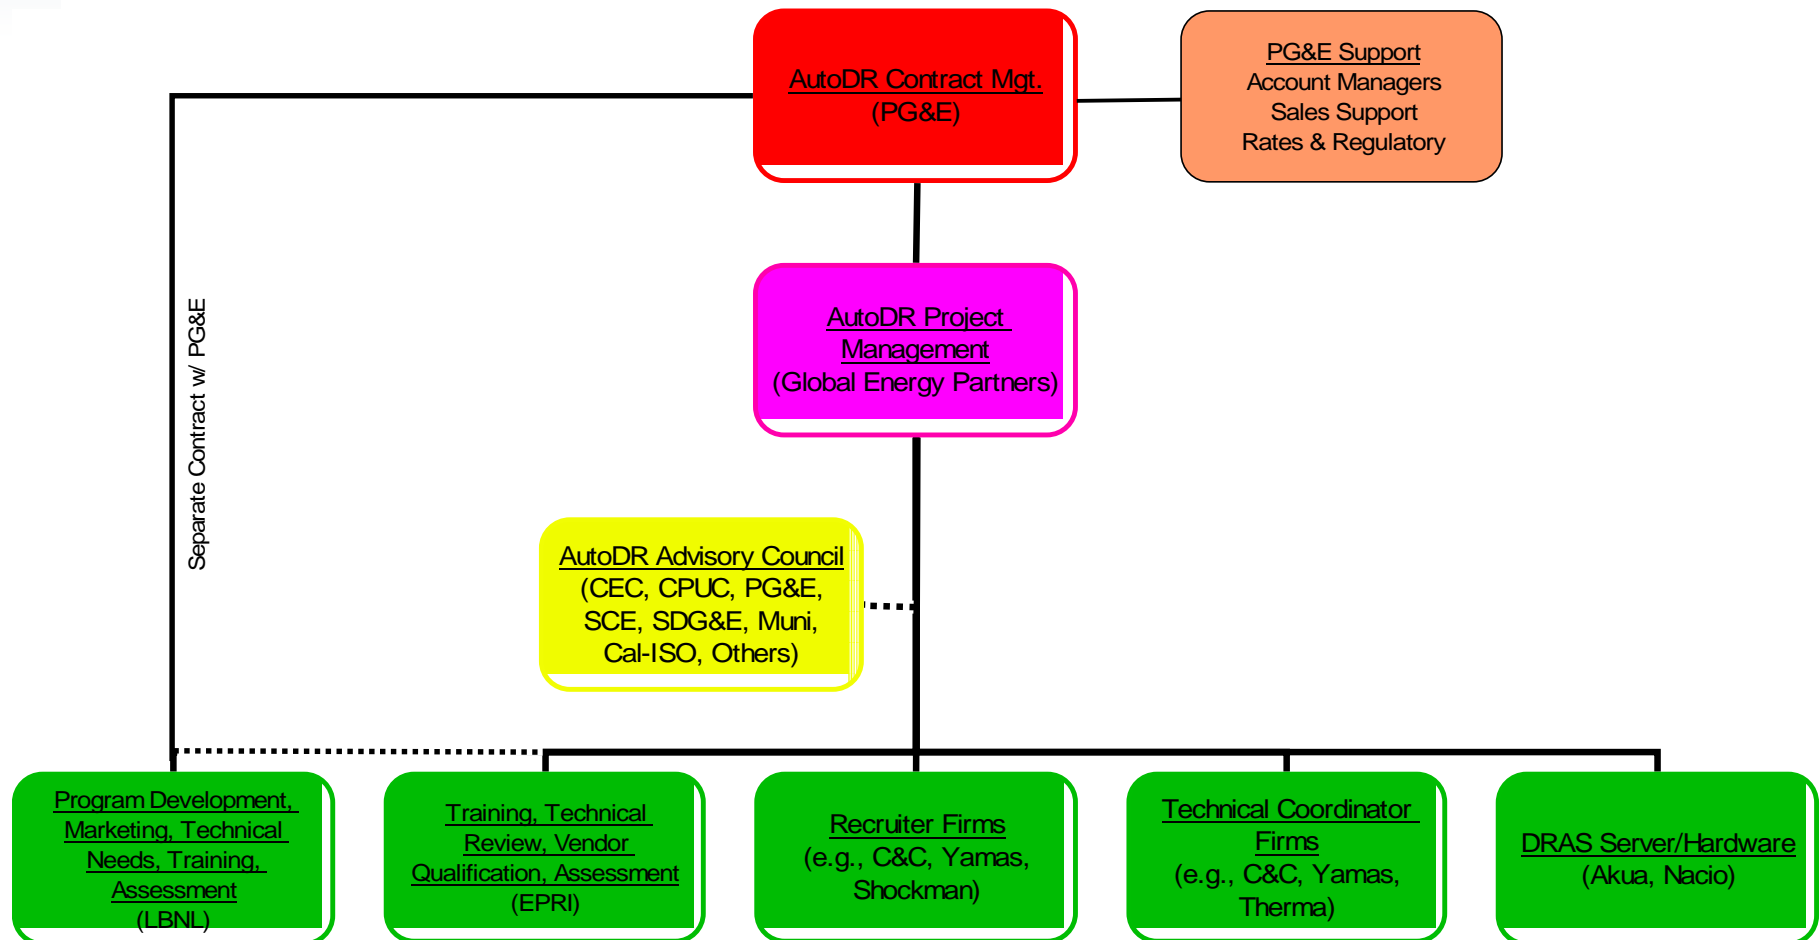 AutoDR Contract Mgt.
(PG&E)
PG&E Support
Account Managers
Sales Support
Rates & Regulatory
Separate Contract w/ PG&E
AutoDR Project
Management
(Global Energy Partners)
AutoDR Advisory Council
(CEC, CPUC, PG&E,
SCE, SDG&E, Muni,
Cal-ISO, Others)
Program Development,
Marketing, Technical
Needs, Training,
Assessment
(LBNL)
Training, Technical
Review, Vendor
Qualification, Assessment
(EPRI)
Recruiter Firms
(e.g., C&C, Yamas,
Shockman)
Technical Coordinator
Firms
(e.g., C&C, Yamas,
Therma)
DRAS Server/Hardware
(Akua, Nacio)